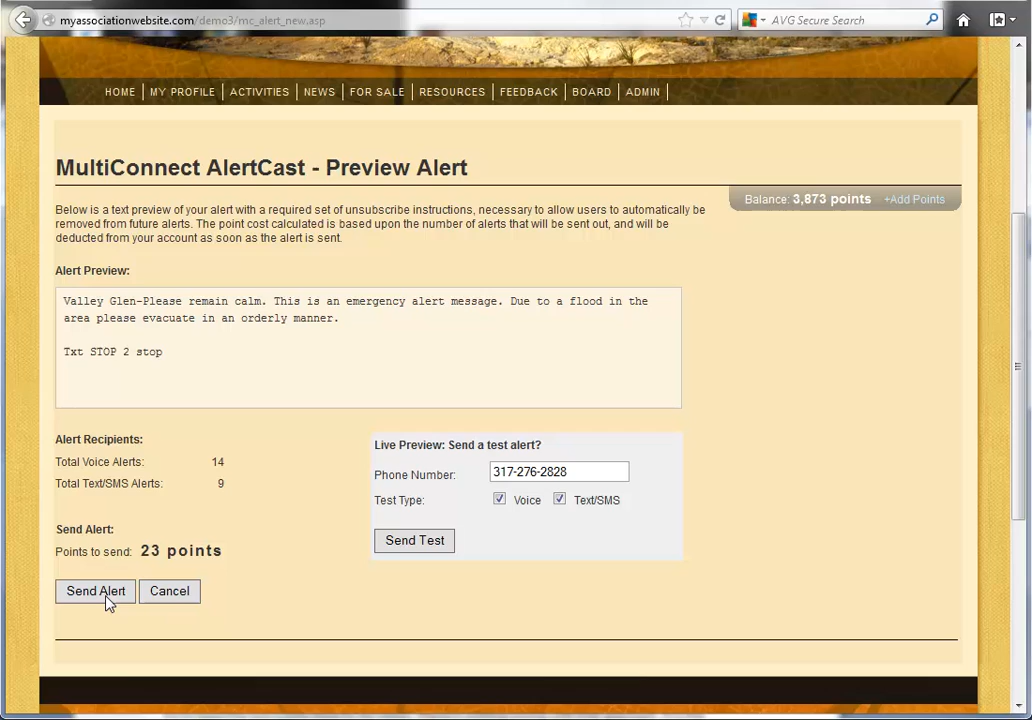 myassociationwebsite.com/demo3/mc_alert_new.asp
AVG Secure Search
HOME MY PROFILE ACTIVITIES NEWS FOR SALE RESOURCES FEEDBACK BOARD ADMIN
MultiConnect AlertCast - Preview Alert
Balance: 3,873 points +Add Points
Below is a text preview of your alert with a required set of unsubscribe instructions, necessary to allow users to automatically be
removed from future alerts. The point cost calculated is based upon the number of alerts that will be sent out, and will be
deducted from your account as soon as the alert is sent.
Alert Preview:
Valley Glen-Please remain calm. This is an emergency alert message. Due to a flood in the
area please evacuate in an orderly manner.
Txt STOP 2 stop
Alert Recipients:
Total Voice Alerts: 14
Total Text/SMS Alerts: 9
Send Alert:
Points to send: 23 points
Send Alert Cancel
Live Preview: Send a test alert?
Phone Number: 317-276-2828
Test Type: Voice Text/SMS
Send Test